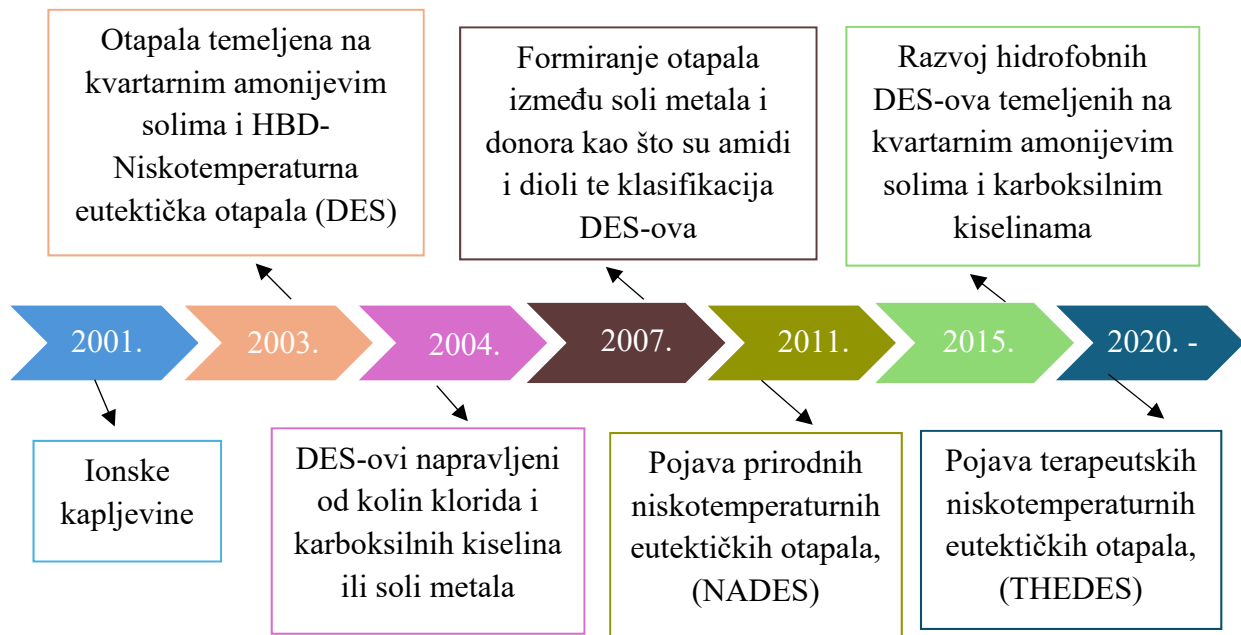 Otapala temeljena na
kvartarnim amonijevim
solima i HBD-
Niskotemperaturna
eutektička otapala (DES)
Formiranje otapala
između soli metala i
donora kao što su amidi
i dioli te klasifikacija
DES-ova
Razvoj hidrofobnih
DES-ova temeljenih na
kvartarnim amonijevim
solima i karboksilnim
kiselinama
2001.
2003.
2004.
2007.
2011.
2015.
2020. -
Ionske
kapljevine
DES-ovi napravljeni
od kolin klorida i
karboksilnih kiselina
ili soli metala
Pojava prirodnih
niskotemperaturnih
eutektičkih otapala,
(NADES)
Pojava terapeutskih
niskotemperaturnih
eutektičkih otapala,
(THEDES)